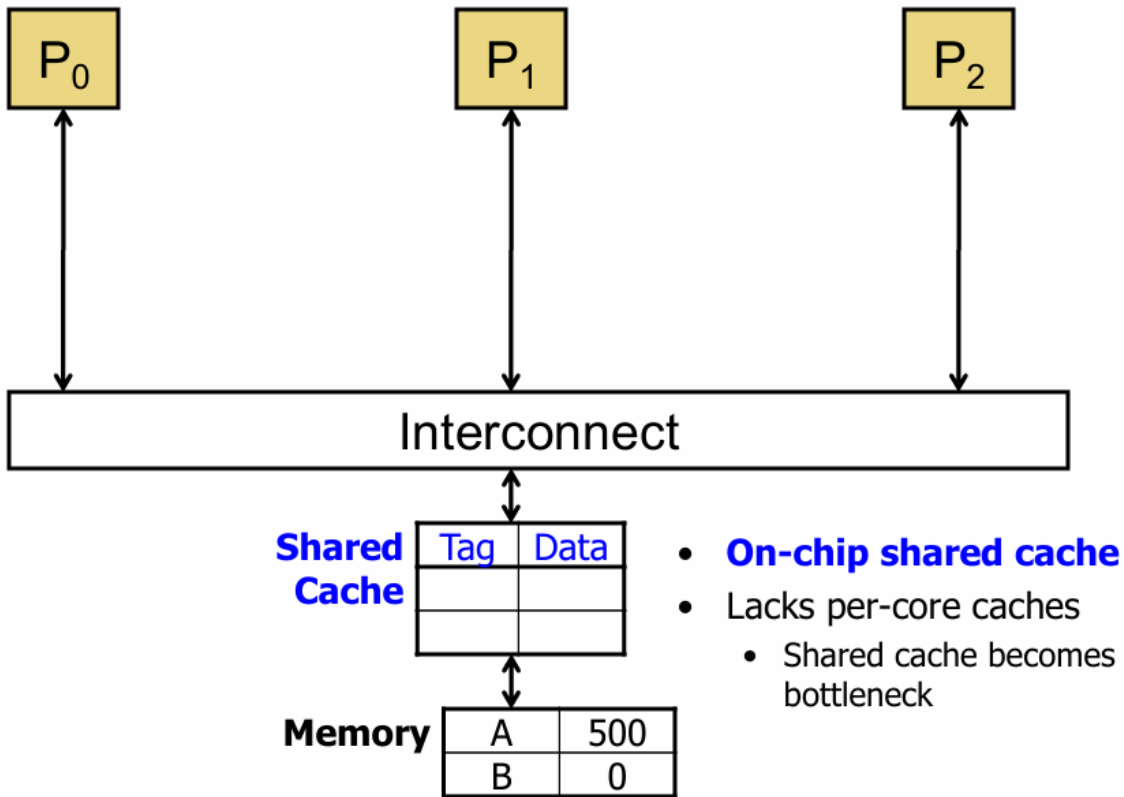 P0
P1
P2
Interconnect
Shared
Cache
Tag Data
• On-chip shared cache
• Lacks per-core caches
• Shared cache becomes
bottleneck
Memory
A 500
B 0